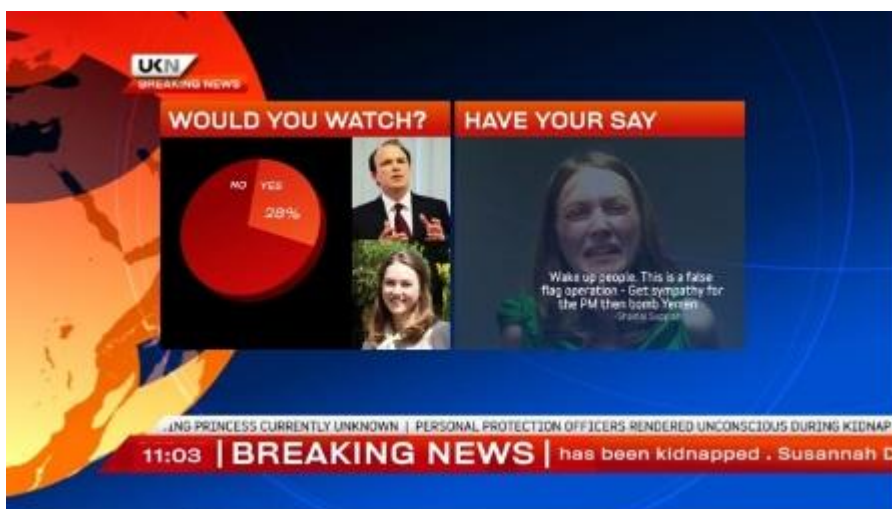 UKN
BREAKING NEWS
WOULD YOU WATCH?
HAVE YOUR SAY
NO YES
28%
Wake up people. This is a false
flag operation - Get sympathy for
the PM then bomb Yemen
ING PRINCESS CURRENTLY UNKNOWN | PERSONAL PROTECTION OFFICERS RENDERED UNCONSCIOUS DURING KIDNAP
11:03 | BREAKING NEWS | has been kidnapped . Susannah D